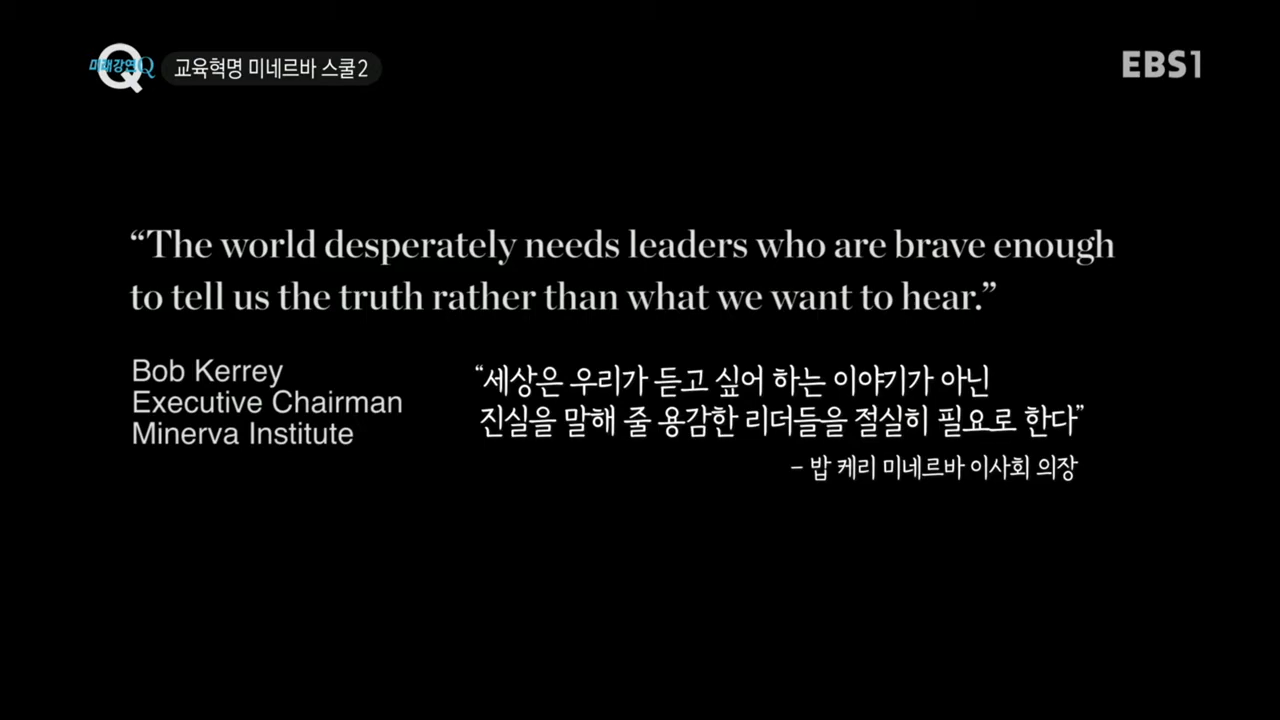 미래강연Q
교육혁명 미네르바 스쿨2
EBS1
“The world desperately needs leaders who are brave enough
to tell us the truth rather than what we want to hear.”
Bob Kerrey
Executive Chairman
Minerva Institute
“세상은 우리가 듣고 싶어 하는 이야기가 아닌
진실을 말해 줄 용감한 리더들을 절실히 필요로 한다”
– 밥 케리 미네르바 이사회 의장